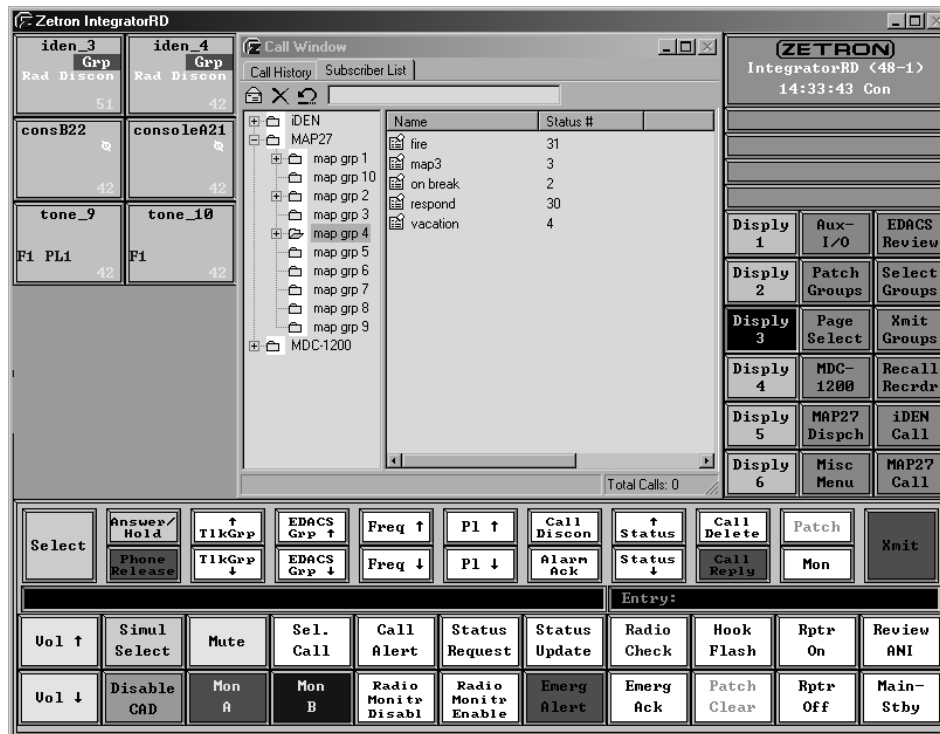 Zetron IntegratorRD
iden_3
Grp
Rad Discon
51
iden_4
Grp
Rad Discon
42
consB22
42
consoleA21
42
tone_9
F1 PL1
42
tone_10
F1
42
Call Window
Call History
Subscriber List
iDEN
MAP27
map grp 1
map grp 10
map grp 2
map grp 3
map grp 4
map grp 5
map grp 6
map grp 7
map grp 8
map grp 9
MDC-1200
Name Status #
fire 31
map3 3
on break 2
respond 30
vacation 4
Total Calls: 0
ZETRON
IntegratorRD (48-1)
14:33:43 Con
Disply
1
Aux-
I/O
EDACS
Review
Disply
2
Patch
Groups
Select
Groups
Disply
3
Page
Select
Xmit
Groups
Disply
4
MDC-
1200
Recall
Recrdr
Disply
5
MAP27
Dispch
iDEN
Call
Disply
6
Misc
Menu
MAP27
Call
Select
Answer/
Hold
↑
TlkGrp
EDACS
Grp ↑
Freq ↑
Pl ↑
Call
Discon
↑
Status
Call
Delete
Patch
Xmit
Phone
Release
TlkGrp
↓
EDACS
Grp ↓
Freq ↓
Pl ↓
Alarm
Ack
Status
↓
Call
Reply
Mon
Entry:
Vol ↑
Simul
Select
Mute
Sel.
Call
Call
Alert
Status
Request
Status
Update
Radio
Check
Hook
Flash
Rptr
On
Review
ANI
Vol ↓
Disable
CAD
Mon
A
Mon
B
Radio
Monitr
Disabl
Radio
Monitr
Enable
Emerg
Alert
Emerg
Ack
Patch
Clear
Rptr
Off
Main-
Stby